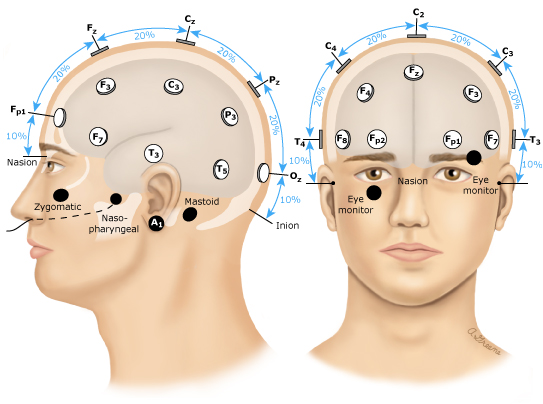 Fz
20%
Cz
20%
20%
Pz
F3
C3
P3
Fp1
20%
10%
F7
T3
T5
Nasion
Oz
10%
Zygomatic
Naso-
pharyngeal
A1
Mastoid
Inion
C2
20%
20%
C4
C3
Fz
20%
20%
F4
F3
T4
F8
Fp2
Fp1
F7
T3
10%
10%
Nasion
Eye
monitor
Eye
monitor